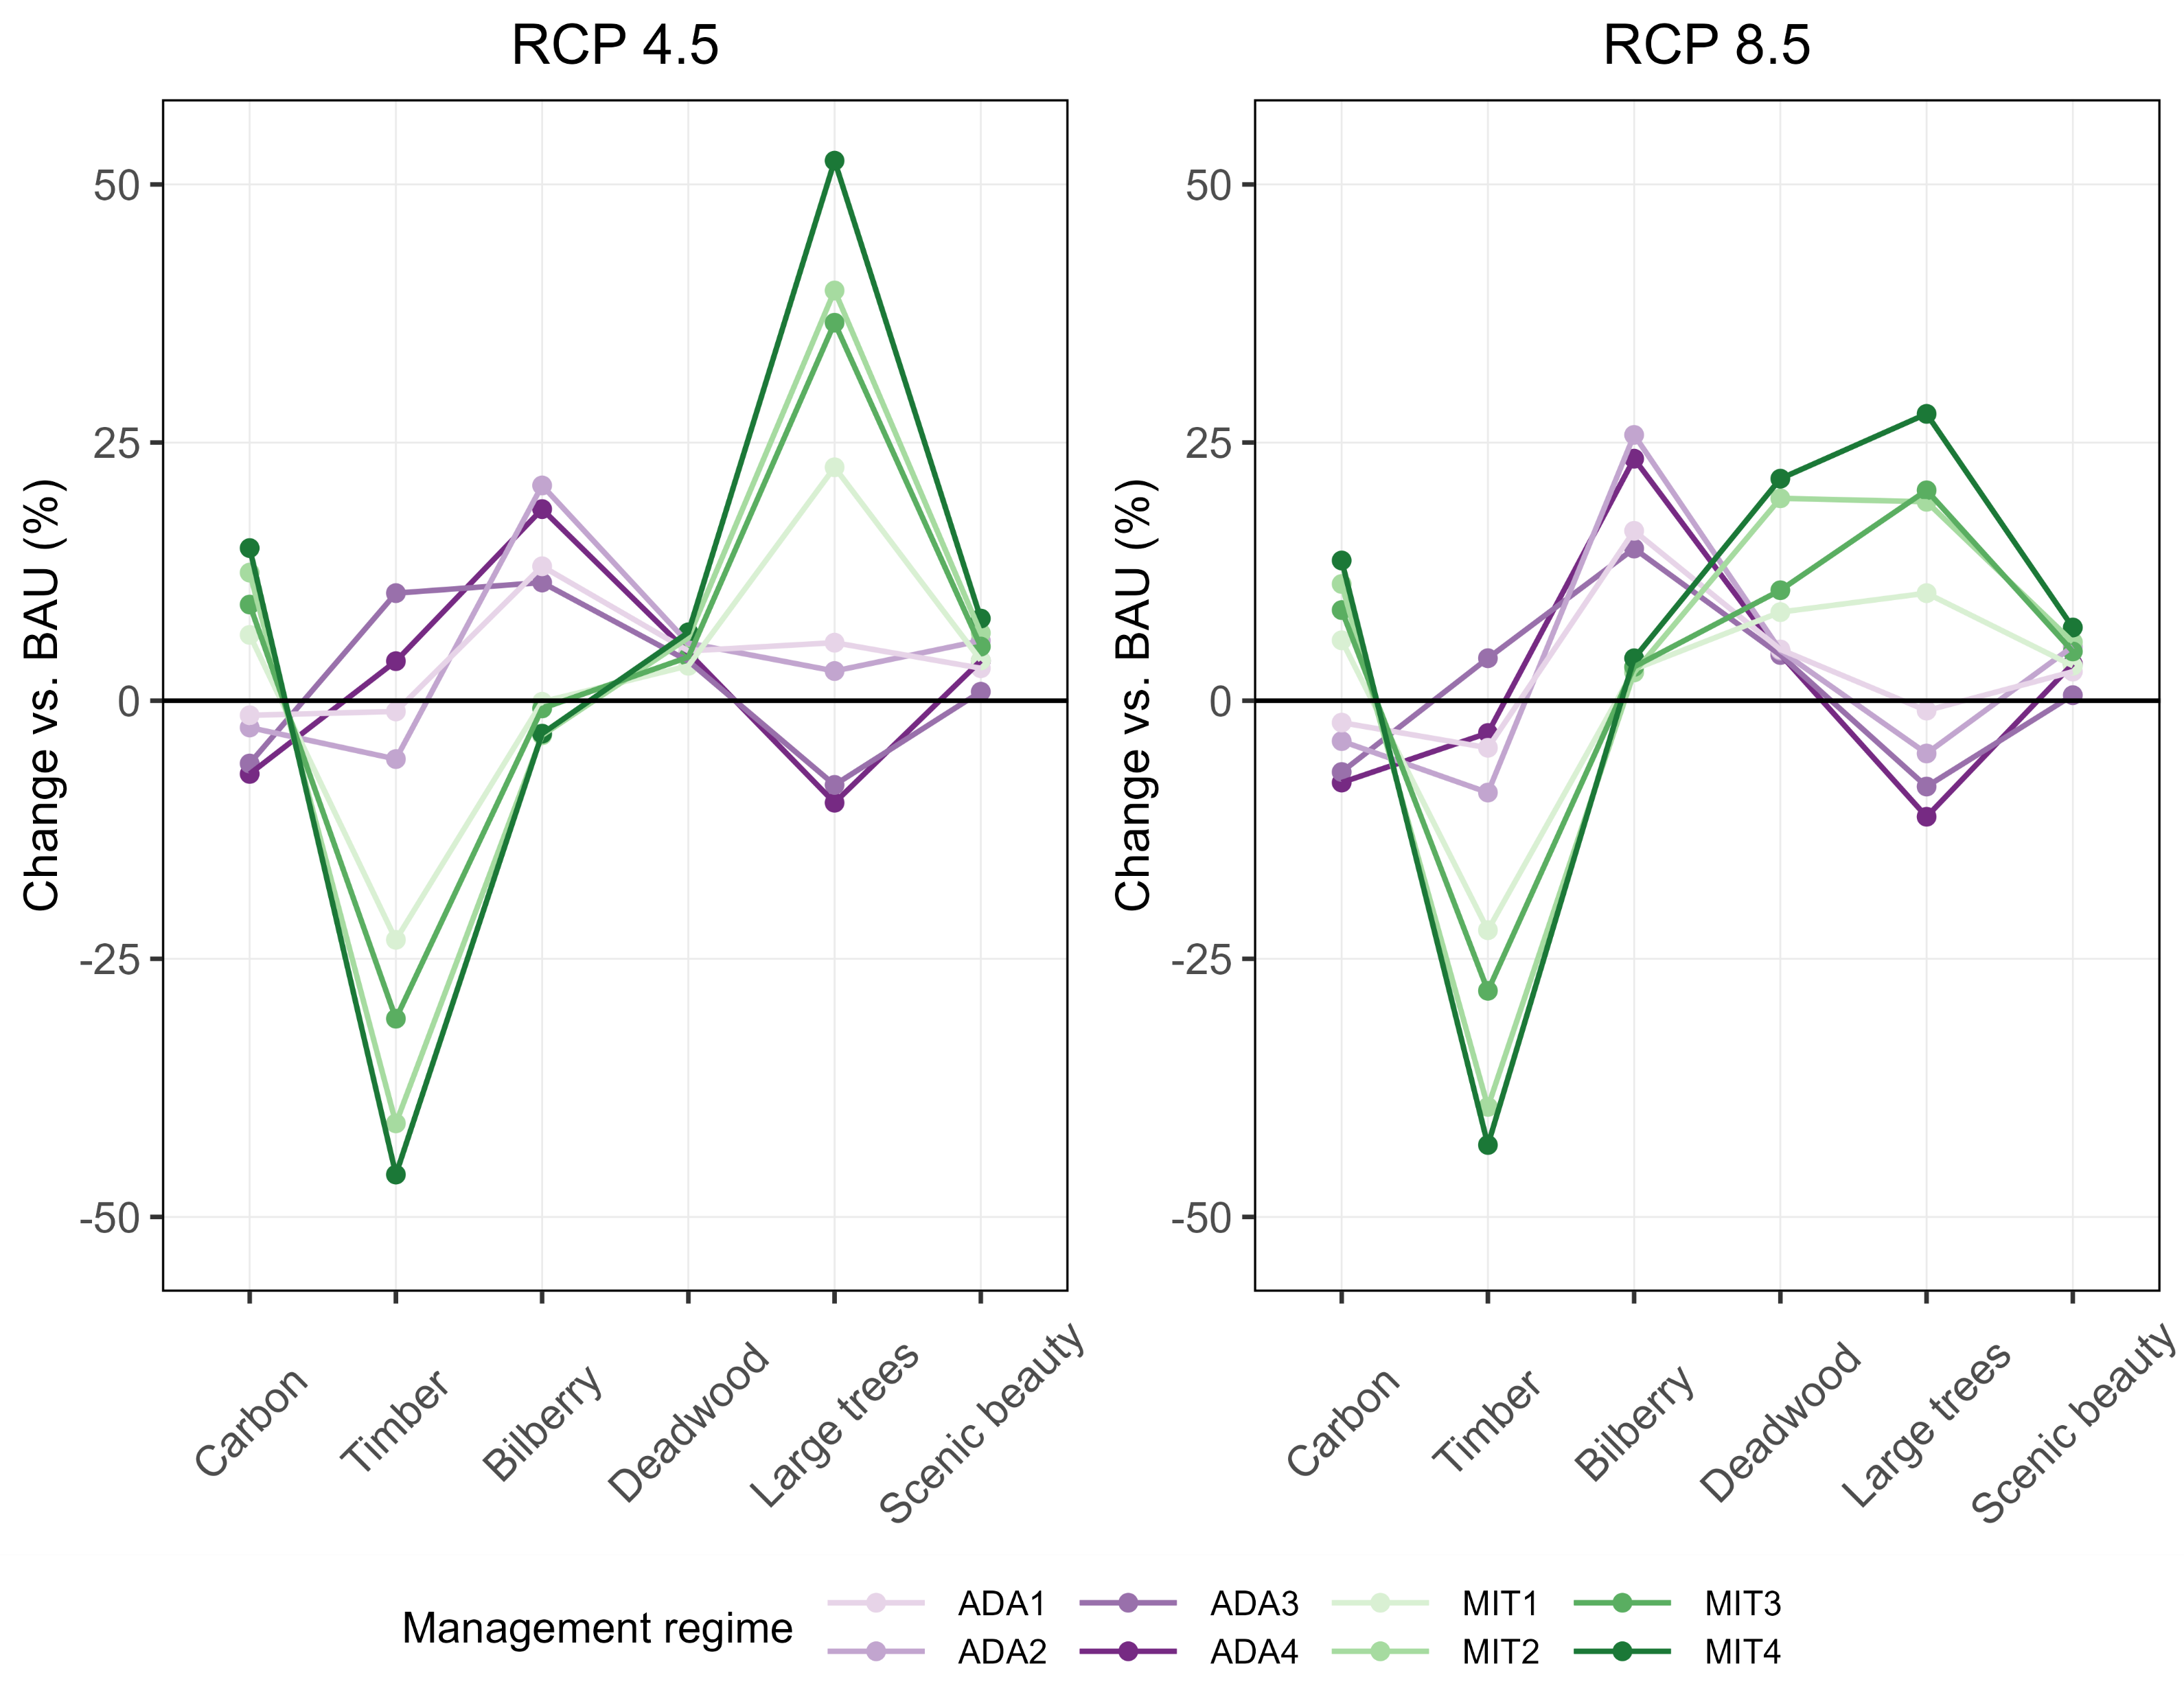 RCP 4.5
Change vs. BAU (%)
50
25
0
-25
-50
Carbon
Timber
Bilberry
Deadwood
Large trees
Scenic beauty
RCP 8.5
Change vs. BAU (%)
50
25
0
-25
-50
Carbon
Timber
Bilberry
Deadwood
Large trees
Scenic beauty
Management regime
ADA1 ADA3 MIT1 MIT3
ADA2 ADA4 MIT2 MIT4